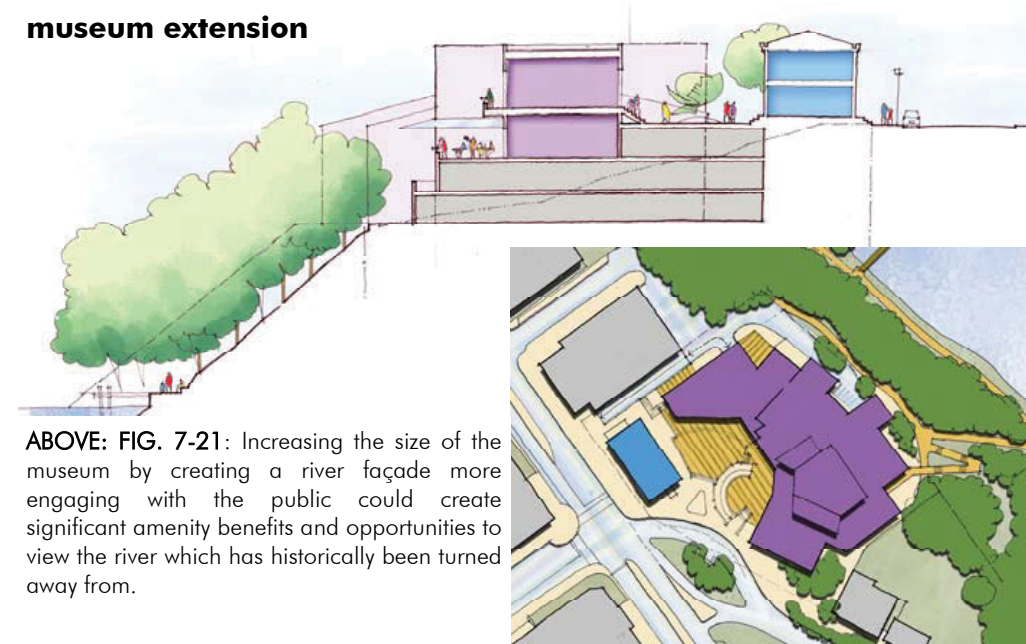 museum extension
ABOVE: FIG. 7-21: Increasing the size of the
museum by creating a river façade more
engaging with the public could create
significant amenity benefits and opportunities to
view the river which has historically been turned
away from.